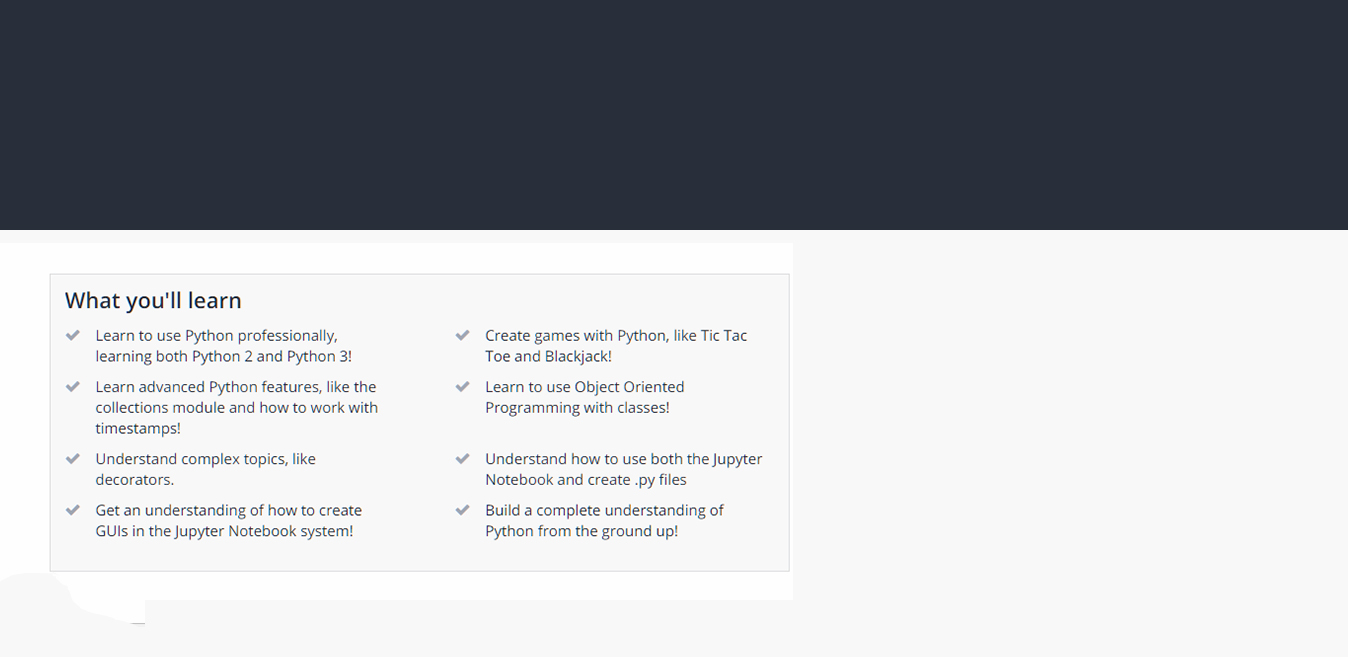 What you'll learn
Learn to use Python professionally,
learning both Python 2 and Python 3!
Create games with Python, like Tic Tac
Toe and Blackjack!
Learn advanced Python features, like the
collections module and how to work with
timestamps!
Learn to use Object Oriented
Programming with classes!
Understand complex topics, like
decorators.
Understand how to use both the Jupyter
Notebook and create .py files
Get an understanding of how to create
GUIs in the Jupyter Notebook system!
Build a complete understanding of
Python from the ground up!